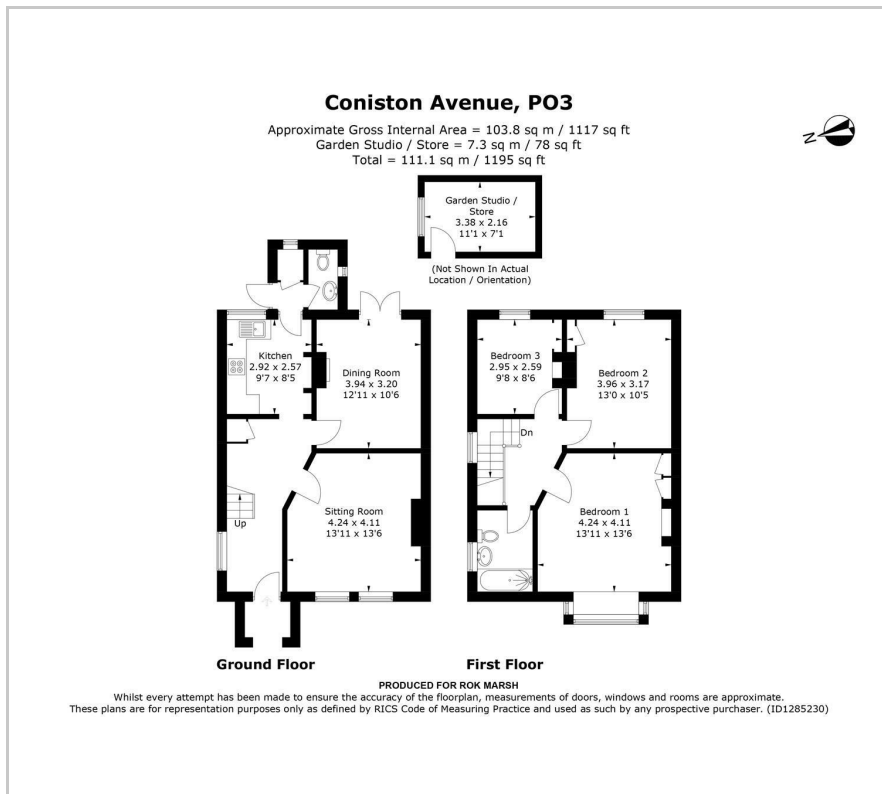 Coniston Avenue, PO3
Approximate Gross Internal Area = 103.8 sq m / 1117 sq ft
Garden Studio / Store = 7.3 sq m / 78 sq ft
Total = 111.1 sq m / 1195 sq ft
N
Garden Studio /
Store
3.38 x 2.16
11'1 x 7'1
(Not Shown In Actual
Location / Orientation)
Kitchen
2.92 x 2.57
9'7 x 8'5
Dining Room
3.94 x 3.20
12'11 x 10'6
Up
Sitting Room
4.24 x 4.11
13'11 x 13'6
Bedroom 3
2.95 x 2.59
9'8 x 8'6
Bedroom 2
3.96 x 3.17
13'0 x 10'5
Dn
Bedroom 1
4.24 x 4.11
13'11 x 13'6
Ground Floor
First Floor
PRODUCED FOR ROK MARSH
Whilst every attempt has been made to ensure the accuracy of the floorplan, measurements of doors, windows and rooms are approximate.
These plans are for representation purposes only as defined by RICS Code of Measuring Practice and used as such by any prospective purchaser. (ID1285230)